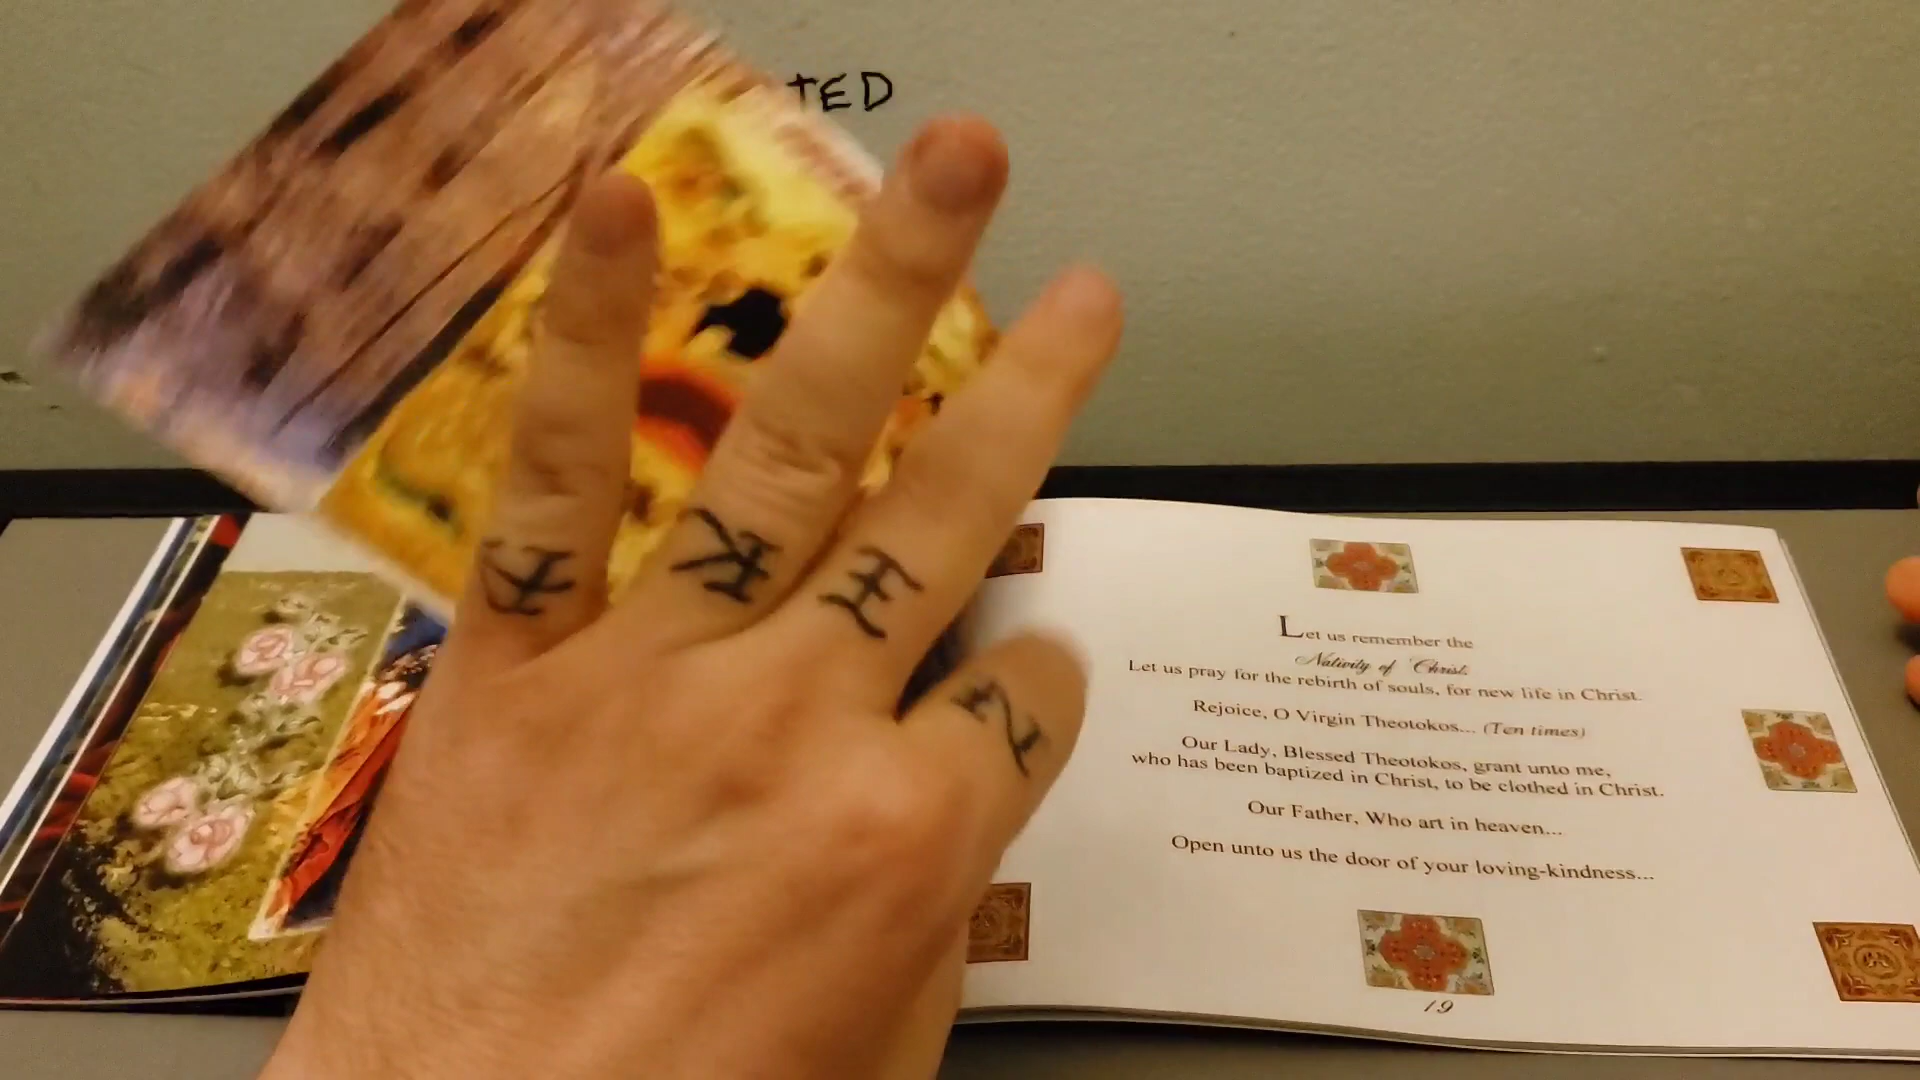 TED
Let us remember the
Nativity of Christ.
Let us pray for the rebirth of souls, for new life in Christ.
Rejoice, O Virgin Theotokos... (Ten times)
Our Lady, Blessed Theotokos, grant unto me,
who has been baptized in Christ, to be clothed in Christ.
Our Father, Who art in heaven...
Open unto us the door of your loving-kindness...
19